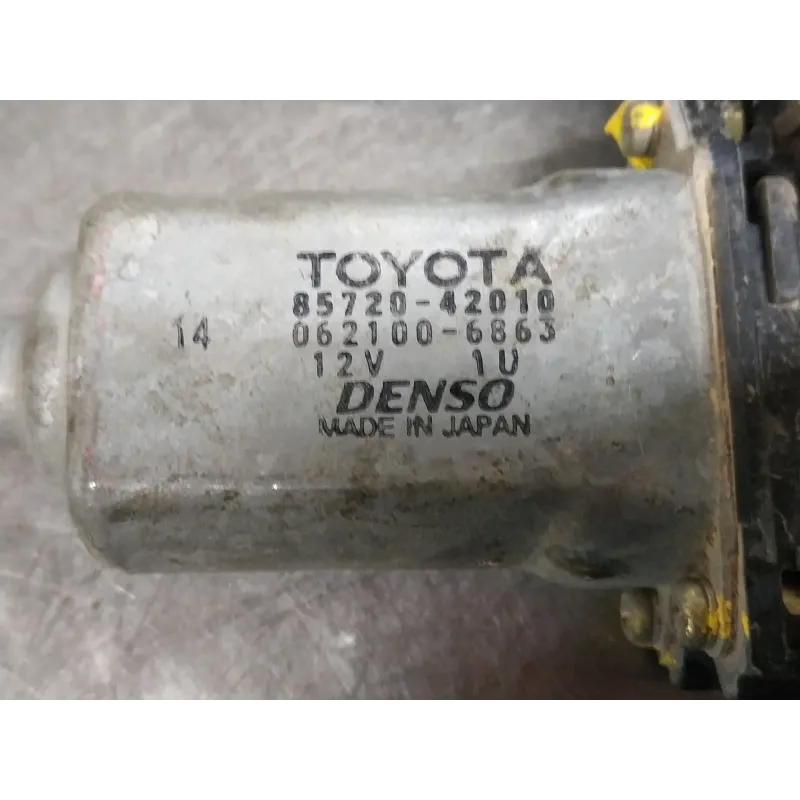 TOYOTA
85720-42010
14 062100-6863
12V 1U
DENSO
MADE IN JAPAN